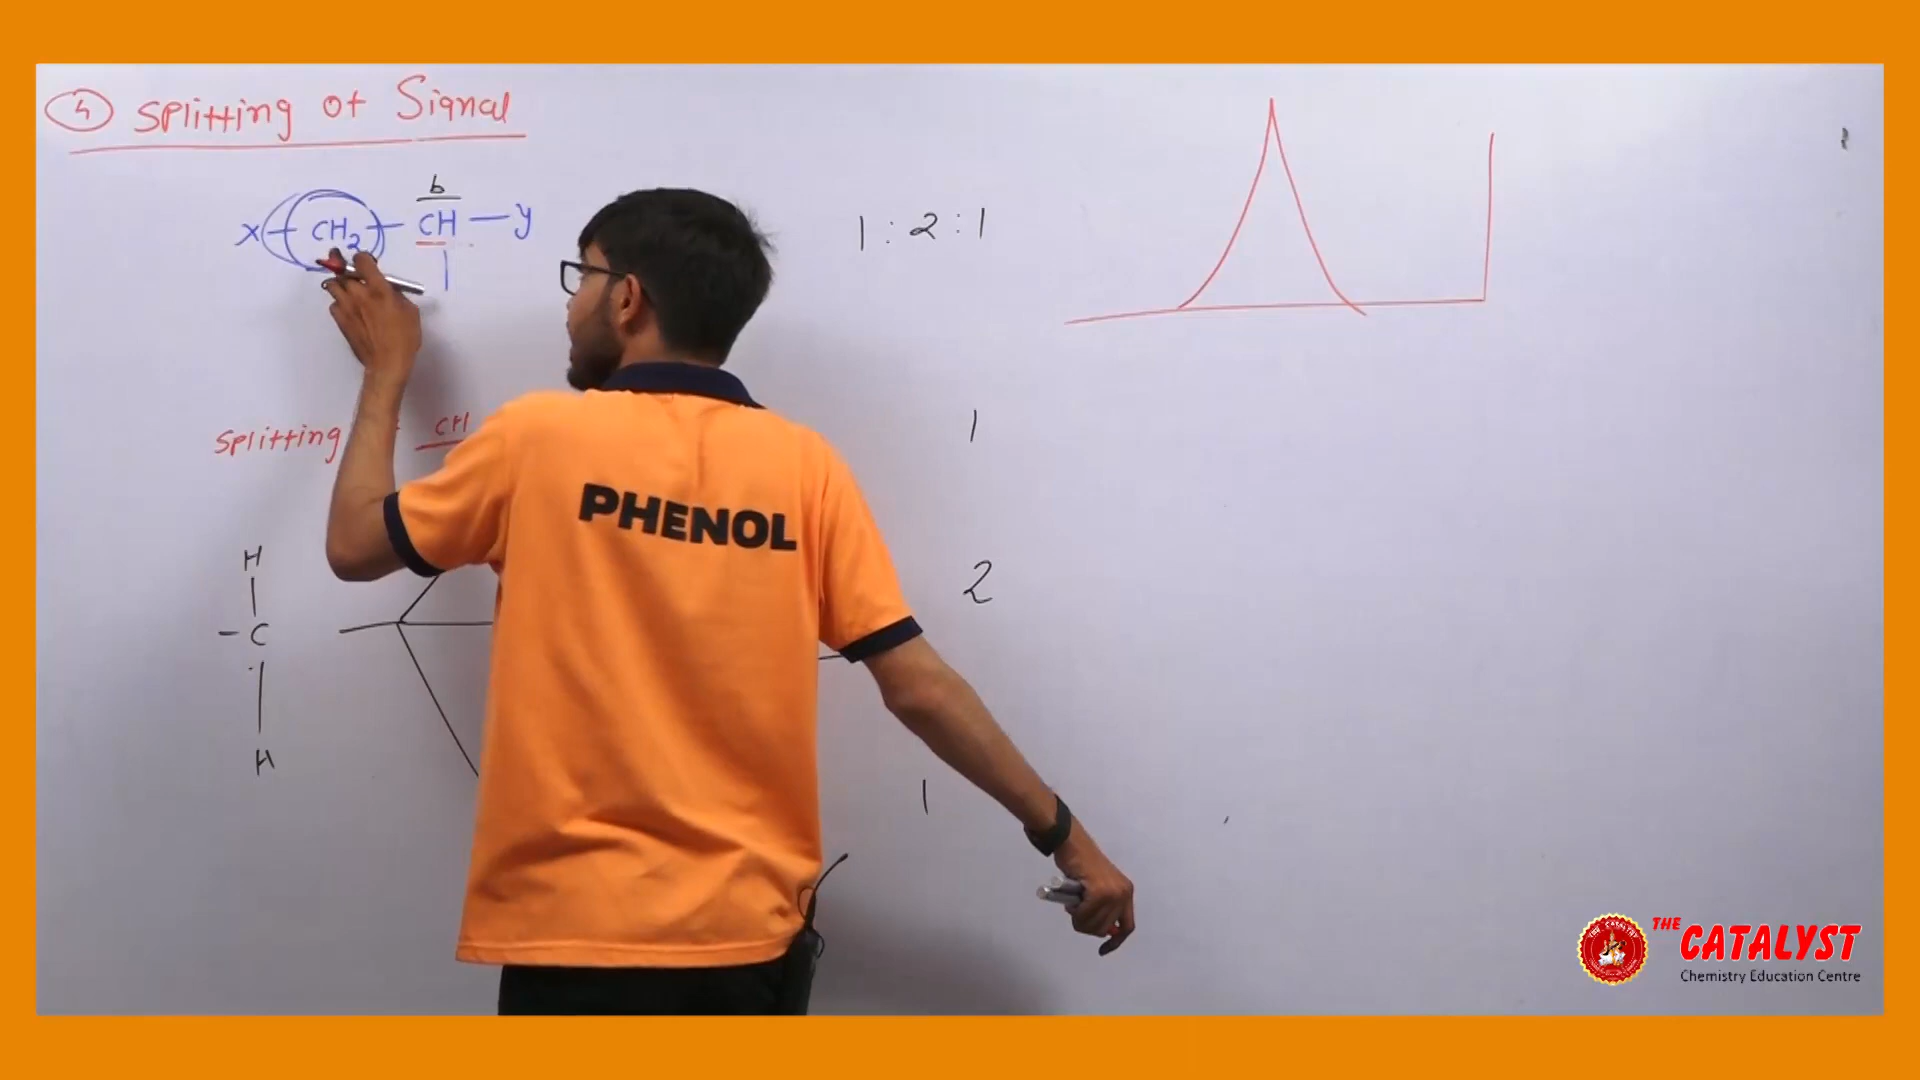 4 Splitting of Signal
b
x - CH2 - CH - y
1 : 2 : 1
Splitting CH
1
H
2
- C
H
1
PHENOL
THE CATALYST
Chemistry Education Centre